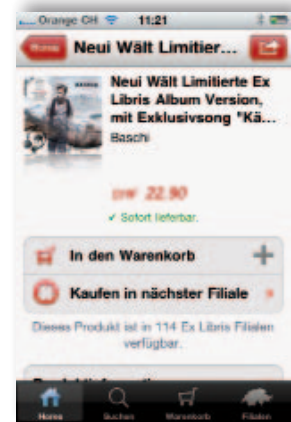 Orange CH 11:21
Home
Neui Wält Limitier...
Neui Wält Limitierte Ex
Libris Album Version,
mit Exklusivsong "Kä...
Baschi
CHF 22.90
✓ Sofort lieferbar.
In den Warenkorb
Kaufen in nächster Filiale
Dieses Produkt ist in 114 Ex Libris Filialen
verfügbar.
Home Suchen Warenkorb Filialen